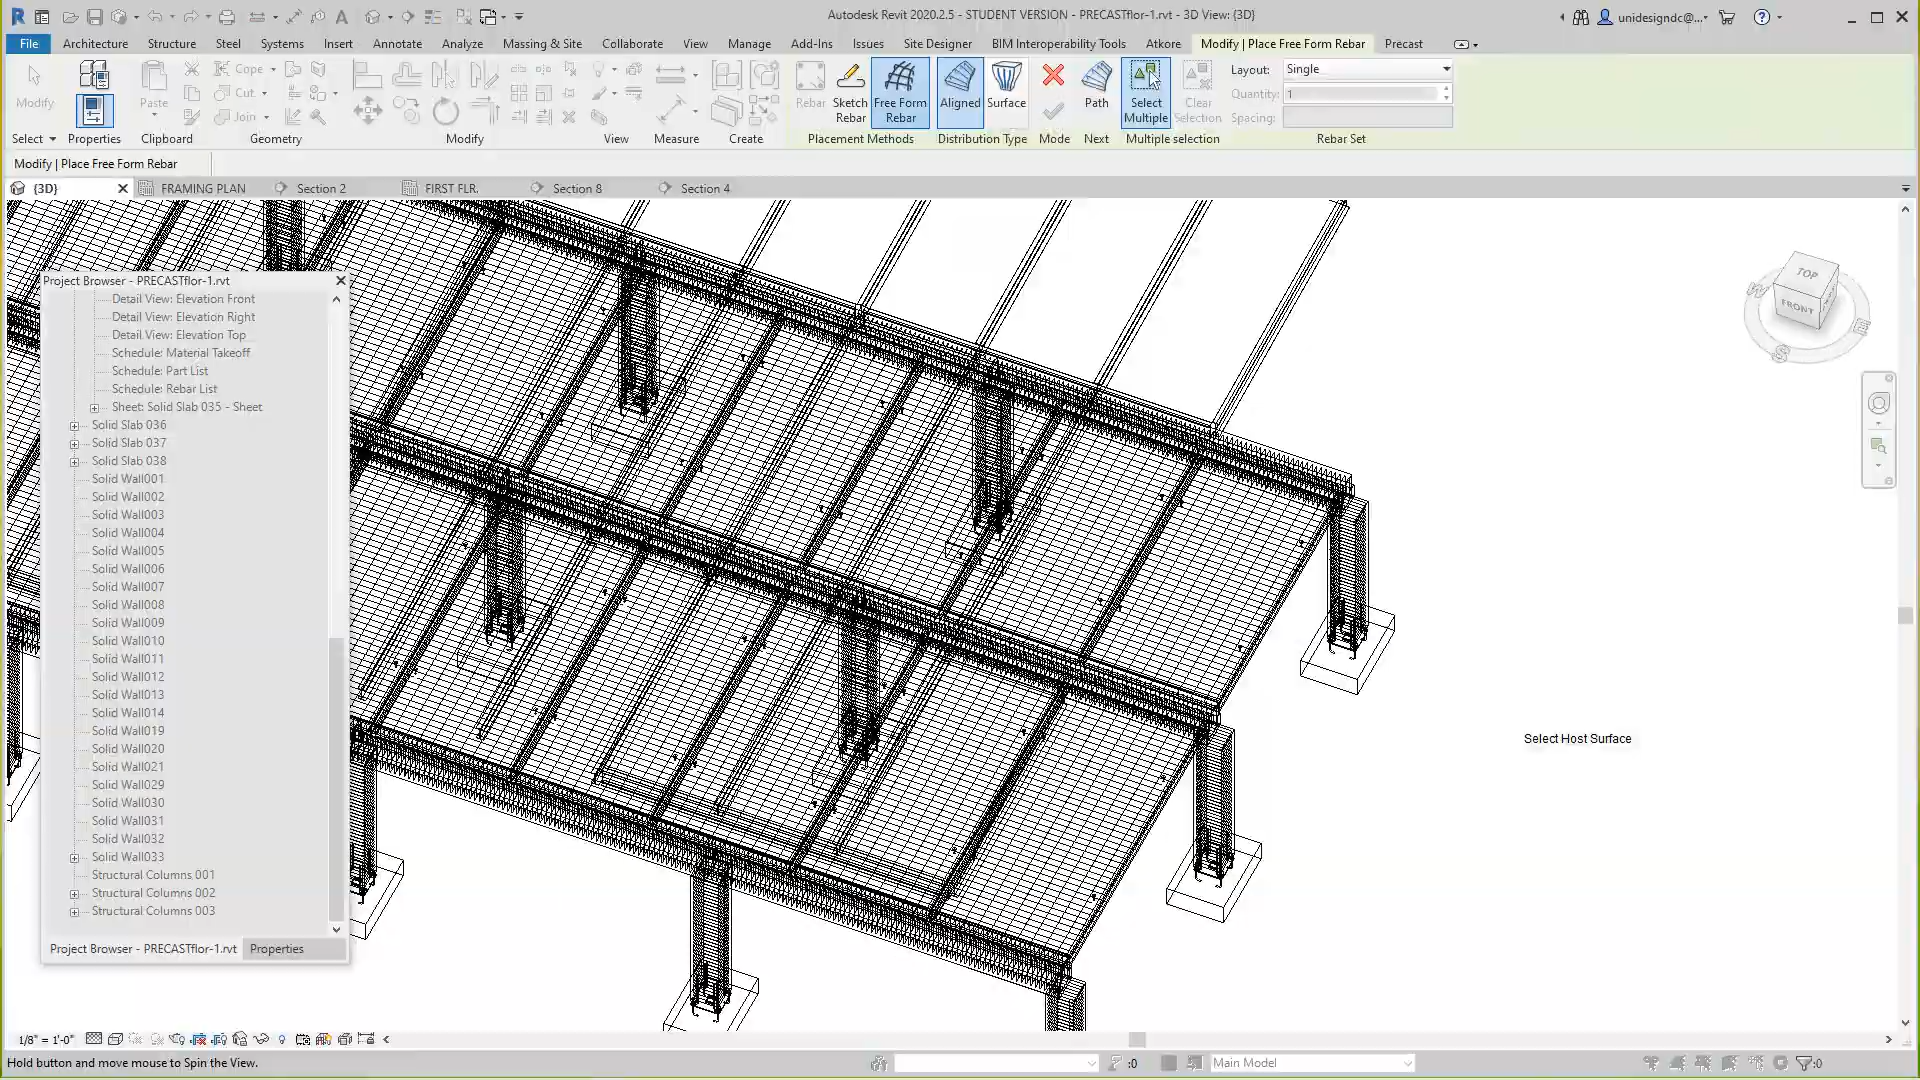 Autodesk Revit 2020.2.5 - STUDENT VERSION - PRECASTflor-1.rvt - 3D View: {3D}
unidesigndc@...
File Architecture Structure Steel Systems Insert Annotate Analyze Massing & Site Collaborate View Manage Add-Ins Issues Site Designer BIM Interoperability Tools Atkore Modify | Place Free Form Rebar Precast
Modify
Paste
Cope
Cut
Join
Rebar
Sketch Rebar
Free Form Rebar
Aligned
Surface
Path
Select Multiple
Clear Selection
Layout: Single
Quantity: 1
Spacing:
Select Properties Clipboard Geometry Modify View Measure Create Placement Methods Distribution Type Mode Next Multiple selection Rebar Set
Modify | Place Free Form Rebar
{3D} FRAMING PLAN Section 2 FIRST FLR. Section 8 Section 4
Project Browser - PRECASTflor-1.rvt
Detail View: Elevation Front
Detail View: Elevation Right
Detail View: Elevation Top
Schedule: Material Takeoff
Schedule: Part List
Schedule: Rebar List
Sheet: Solid Slab 035 - Sheet
Solid Slab 036
Solid Slab 037
Solid Slab 038
Solid Wall001
Solid Wall002
Solid Wall003
Solid Wall004
Solid Wall005
Solid Wall006
Solid Wall007
Solid Wall008
Solid Wall009
Solid Wall010
Solid Wall011
Solid Wall012
Solid Wall013
Solid Wall014
Solid Wall019
Solid Wall020
Solid Wall021
Solid Wall029
Solid Wall030
Solid Wall031
Solid Wall032
Solid Wall033
Structural Columns 001
Structural Columns 002
Structural Columns 003
Project Browser - PRECASTflor-1.rvt Properties
TOP
FRONT
W
S
Select Host Surface
1/8" = 1'-0"
Hold button and move mouse to Spin the View.
:0
Main Model
:0